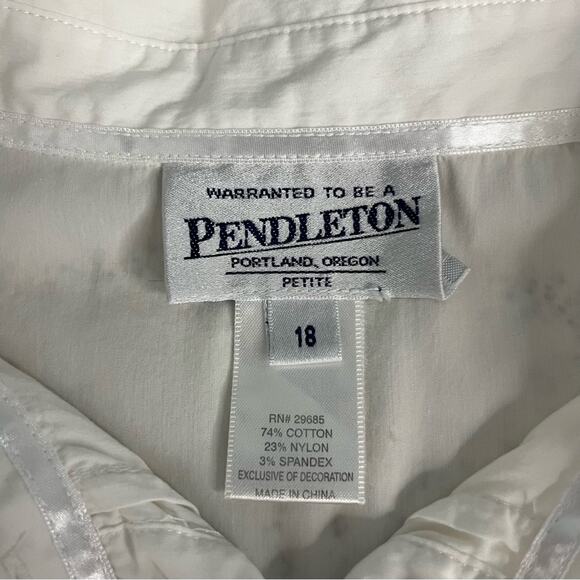 WARRANTED TO BE A
PENDLETON
PORTLAND, OREGON
PETITE
18
RN# 29685
74% COTTON
23% NYLON
3% SPANDEX
EXCLUSIVE OF DECORATION
MADE IN CHINA